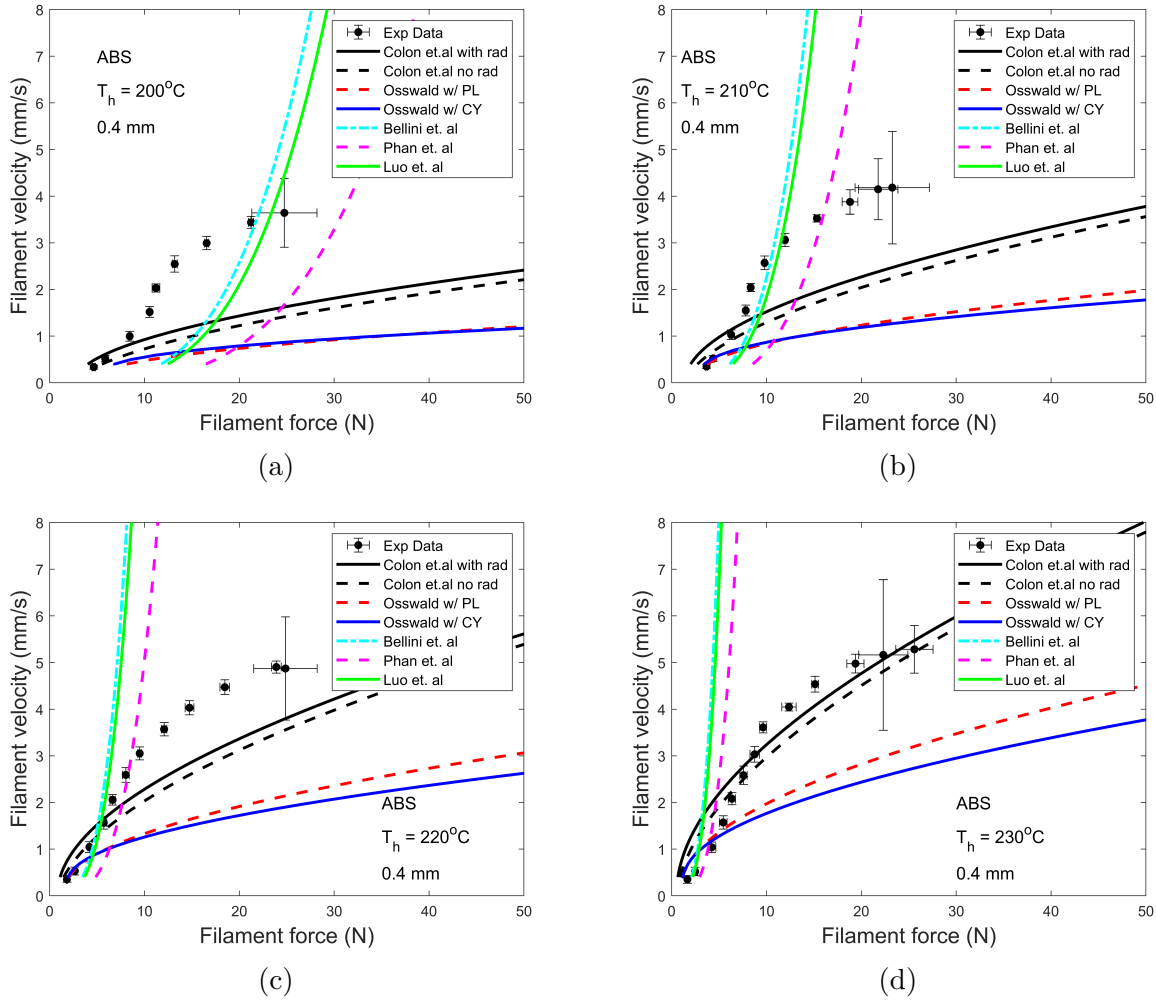 8
7
6
5
4
3
2
1
0
Filament velocity (mm/s)
ABS
T_h = 200°C
0.4 mm
Exp Data
Colon et.al with rad
Colon et.al no rad
Osswald w/ PL
Osswald w/ CY
Bellini et. al
Phan et. al
Luo et. al
0 10 20 30 40 50
Filament force (N)
(a)
8
7
6
5
4
3
2
1
0
Filament velocity (mm/s)
ABS
T_h = 210°C
0.4 mm
Exp Data
Colon et.al with rad
Colon et.al no rad
Osswald w/ PL
Osswald w/ CY
Bellini et. al
Phan et. al
Luo et. al
0 10 20 30 40 50
Filament force (N)
(b)
8
7
6
5
4
3
2
1
0
Filament velocity (mm/s)
Exp Data
Colon et.al with rad
Colon et.al no rad
Osswald w/ PL
Osswald w/ CY
Bellini et. al
Phan et. al
Luo et. al
ABS
T_h = 220°C
0.4 mm
0 10 20 30 40 50
Filament force (N)
(c)
8
7
6
5
4
3
2
1
0
Filament velocity (mm/s)
Exp Data
Colon et.al with rad
Colon et.al no rad
Osswald w/ PL
Osswald w/ CY
Bellini et. al
Phan et. al
Luo et. al
ABS
T_h = 230°C
0.4 mm
0 10 20 30 40 50
Filament force (N)
(d)